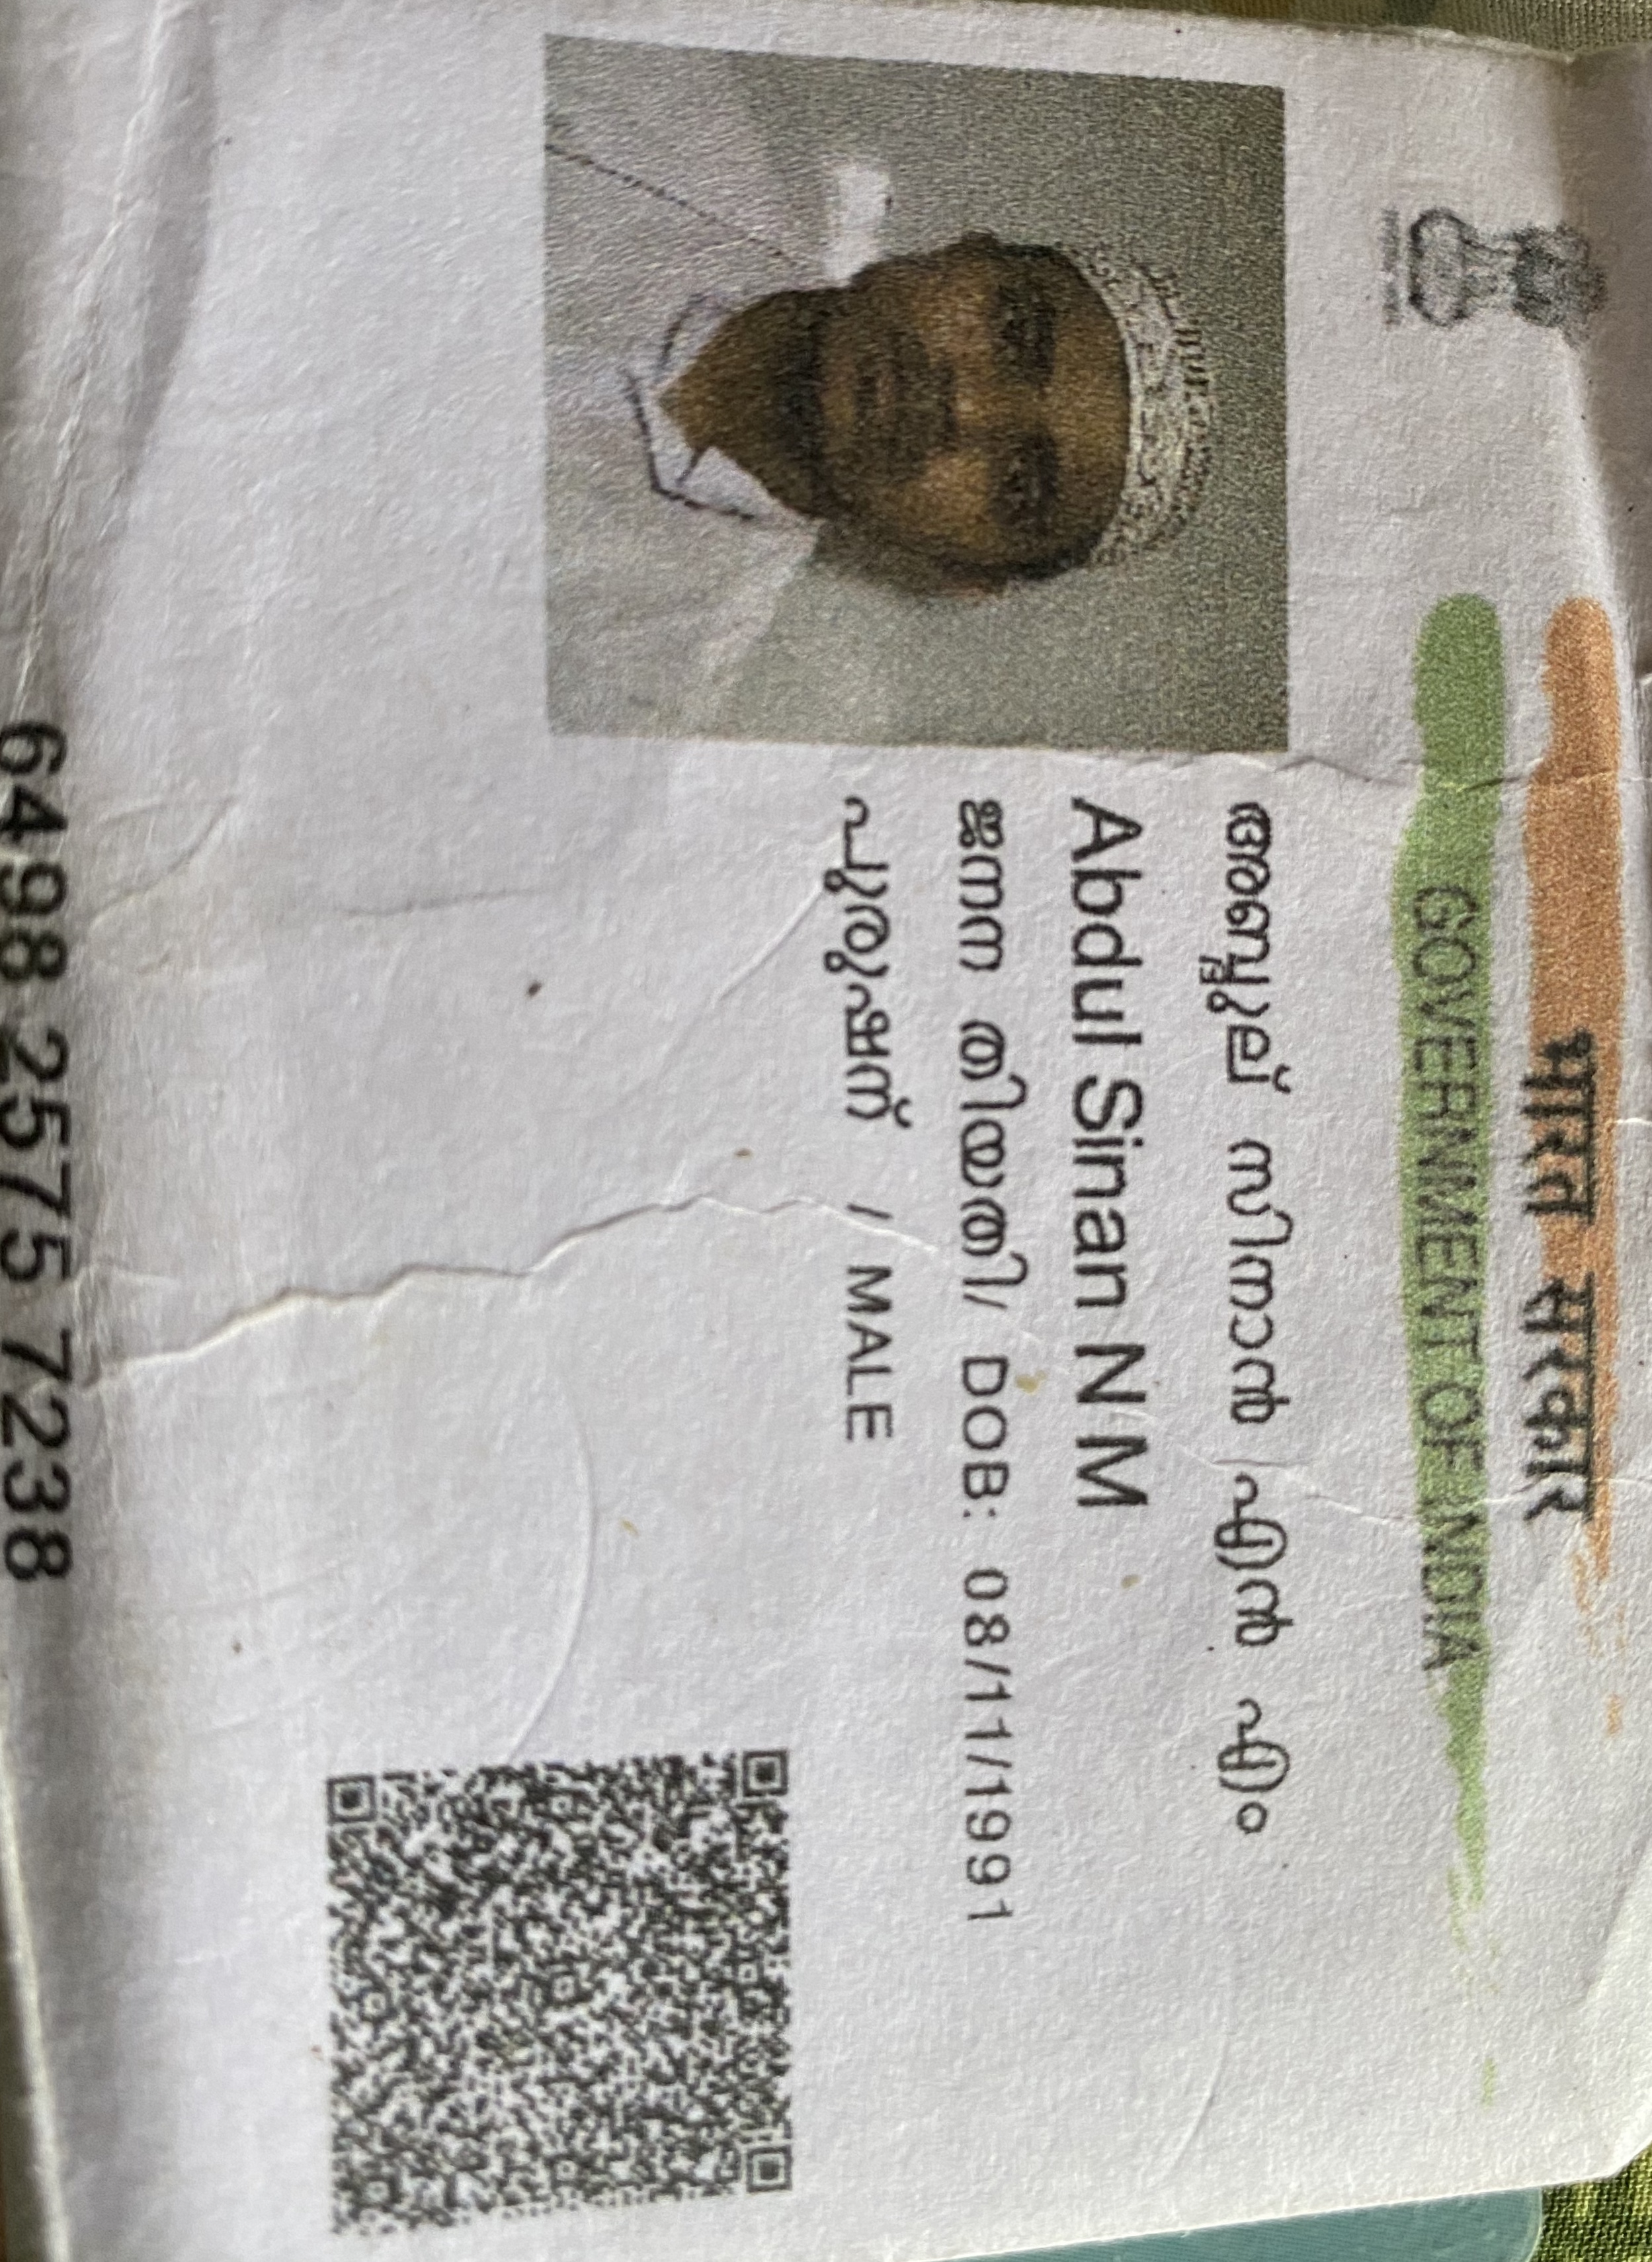 भारत सरकार
GOVERNMENT OF INDIA
അബ്ദുല് സിനാൻ എൻ എം
Abdul Sinan N M
ജനന തിയതി/ DOB: 08/11/1991
പുരുഷന് / MALE
6498 2575 7238